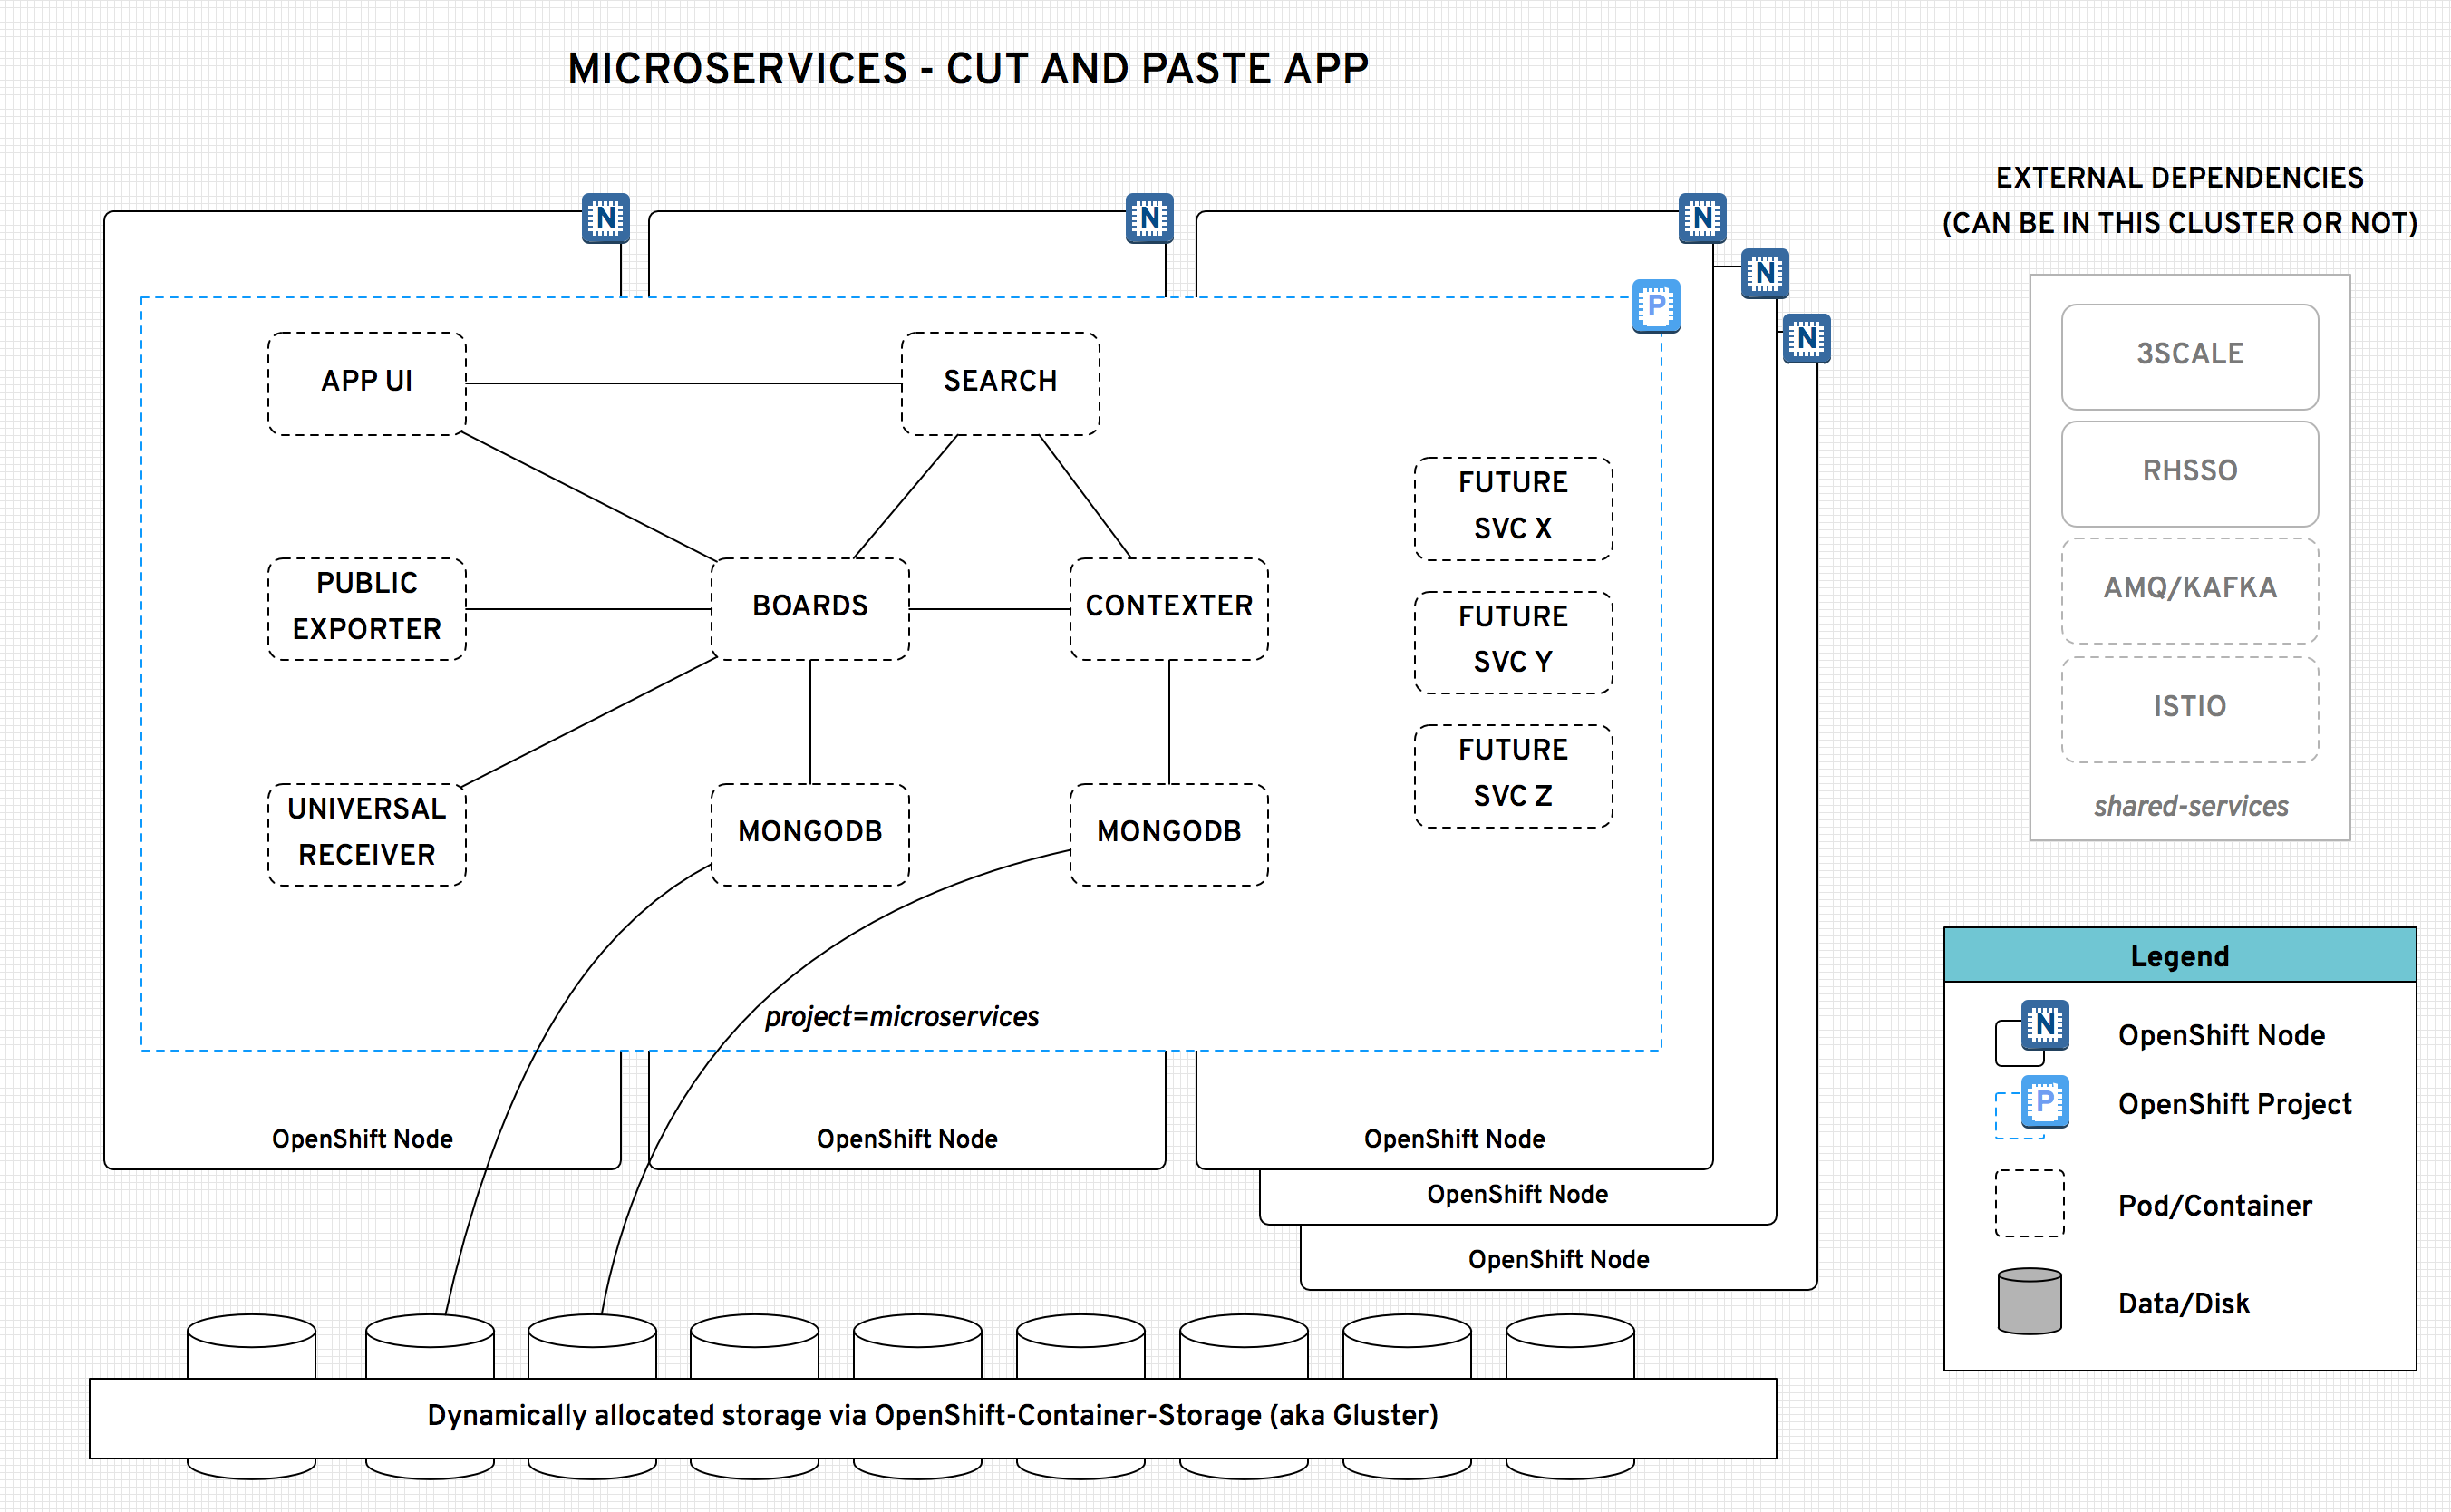 MICROSERVICES - CUT AND PASTE APP
EXTERNAL DEPENDENCIES
(CAN BE IN THIS CLUSTER OR NOT)
N
N
N
N
N
P
APP UI
SEARCH
PUBLIC
EXPORTER
BOARDS
CONTEXTER
UNIVERSAL
RECEIVER
MONGODB
MONGODB
FUTURE
SVC X
FUTURE
SVC Y
FUTURE
SVC Z
project=microservices
OpenShift Node
OpenShift Node
OpenShift Node
OpenShift Node
OpenShift Node
Dynamically allocated storage via OpenShift-Container-Storage (aka Gluster)
3SCALE
RHSSO
AMQ/KAFKA
ISTIO
shared-services
Legend
N
OpenShift Node
P
OpenShift Project
Pod/Container
Data/Disk